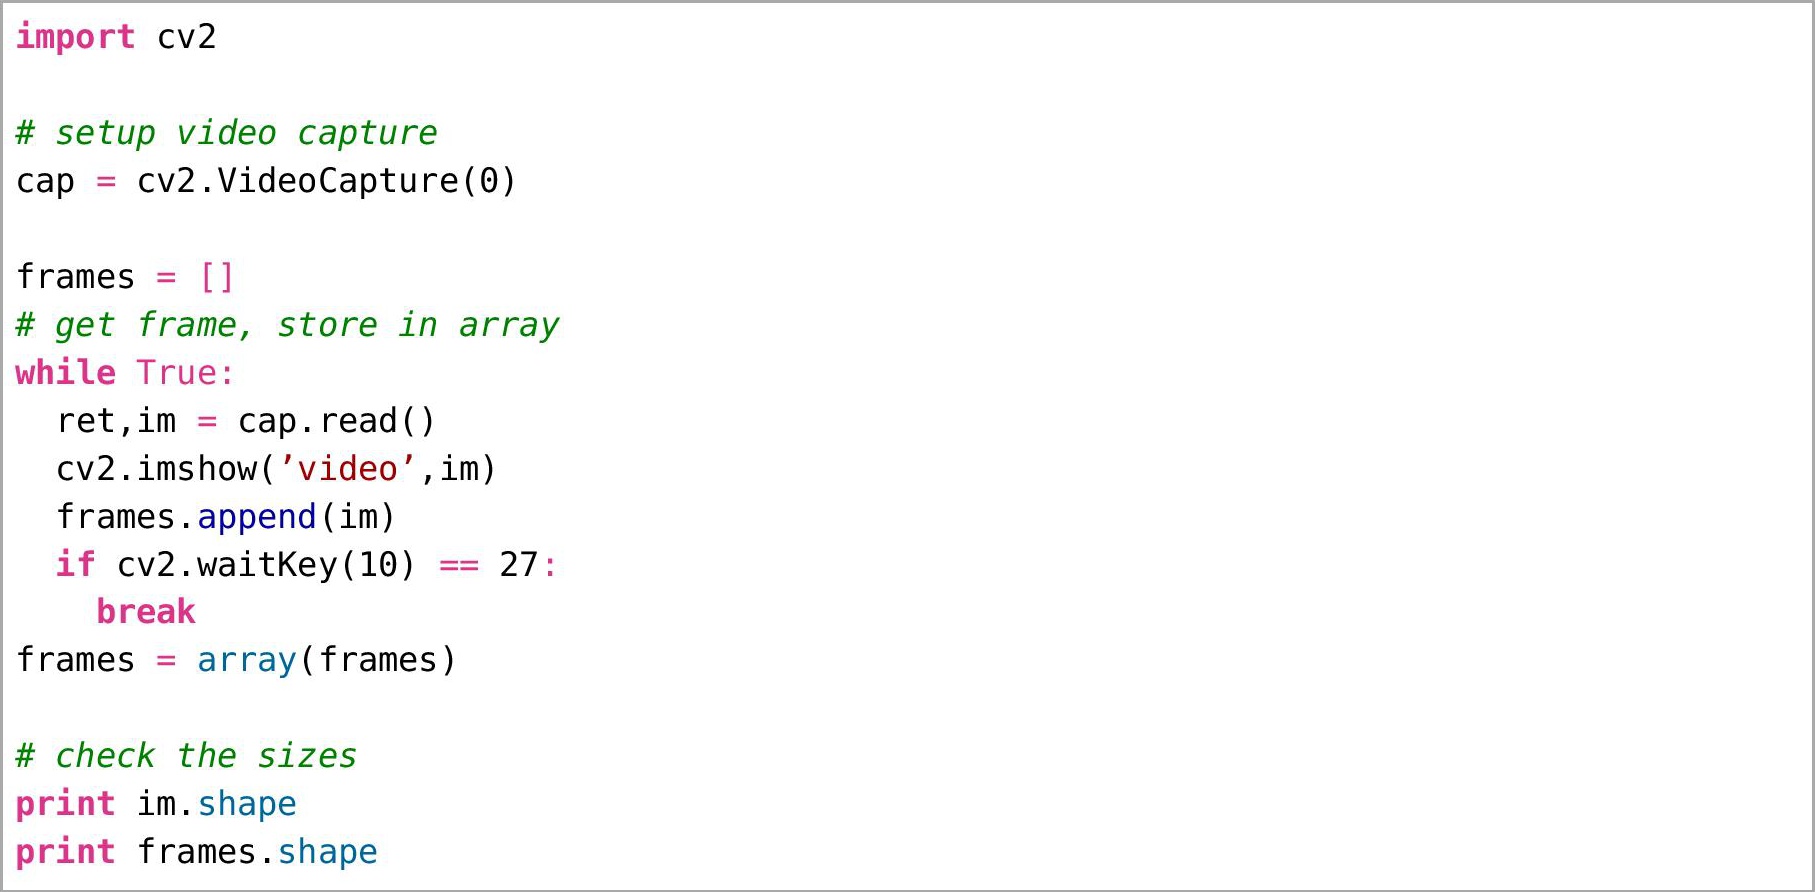 import cv2
# setup video capture
cap = cv2.VideoCapture(0)
frames = []
# get frame, store in array
while True:
  ret,im = cap.read()
  cv2.imshow(’video’,im)
  frames.append(im)
  if cv2.waitKey(10) == 27:
    break
frames = array(frames)
# check the sizes
print im.shape
print frames.shape